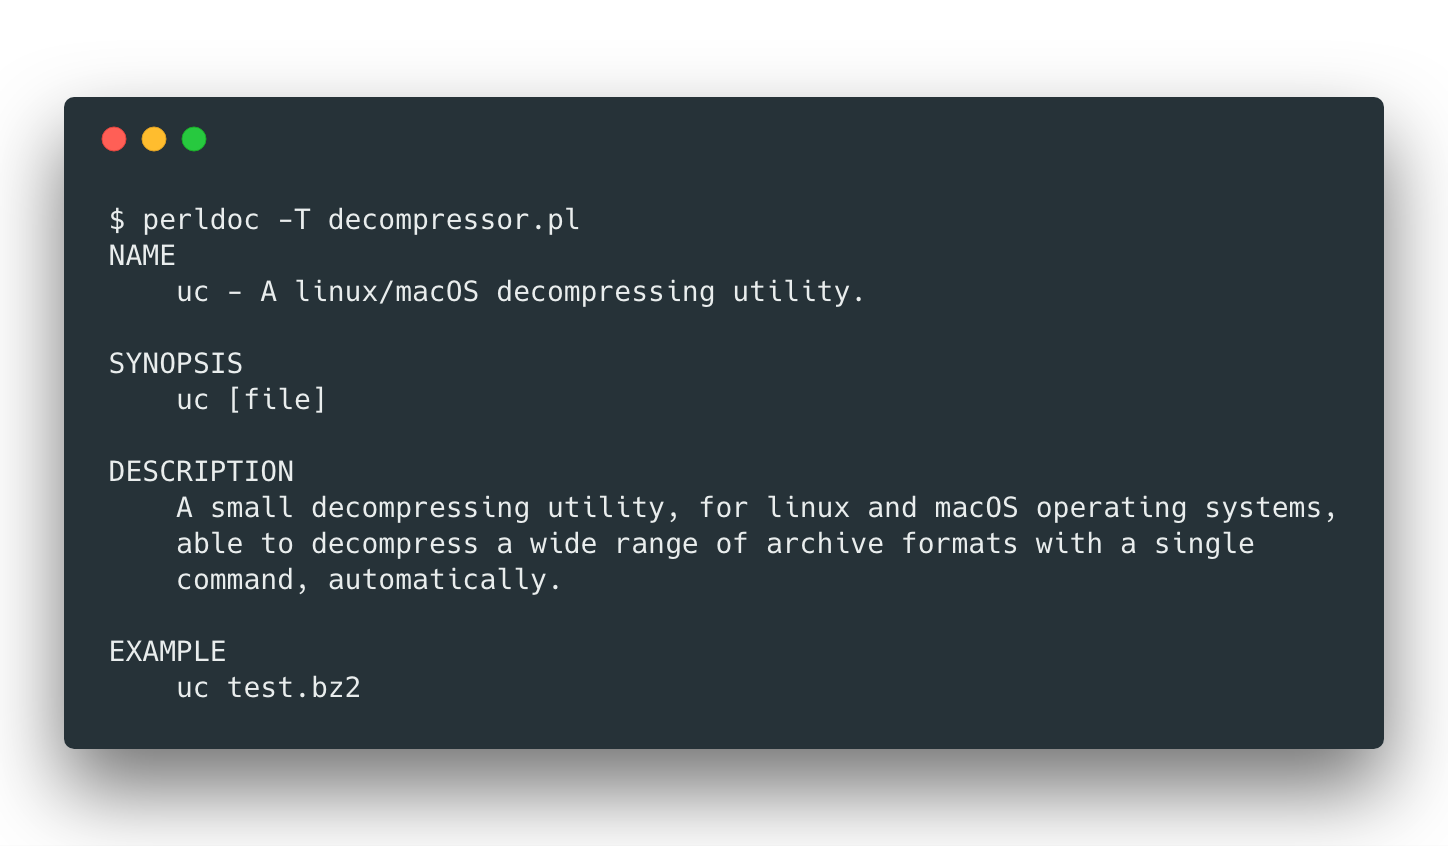 $ perldoc -T decompressor.pl
NAME
    uc - A linux/macOS decompressing utility.

SYNOPSIS
    uc [file]

DESCRIPTION
    A small decompressing utility, for linux and macOS operating systems,
    able to decompress a wide range of archive formats with a single
    command, automatically.

EXAMPLE
    uc test.bz2